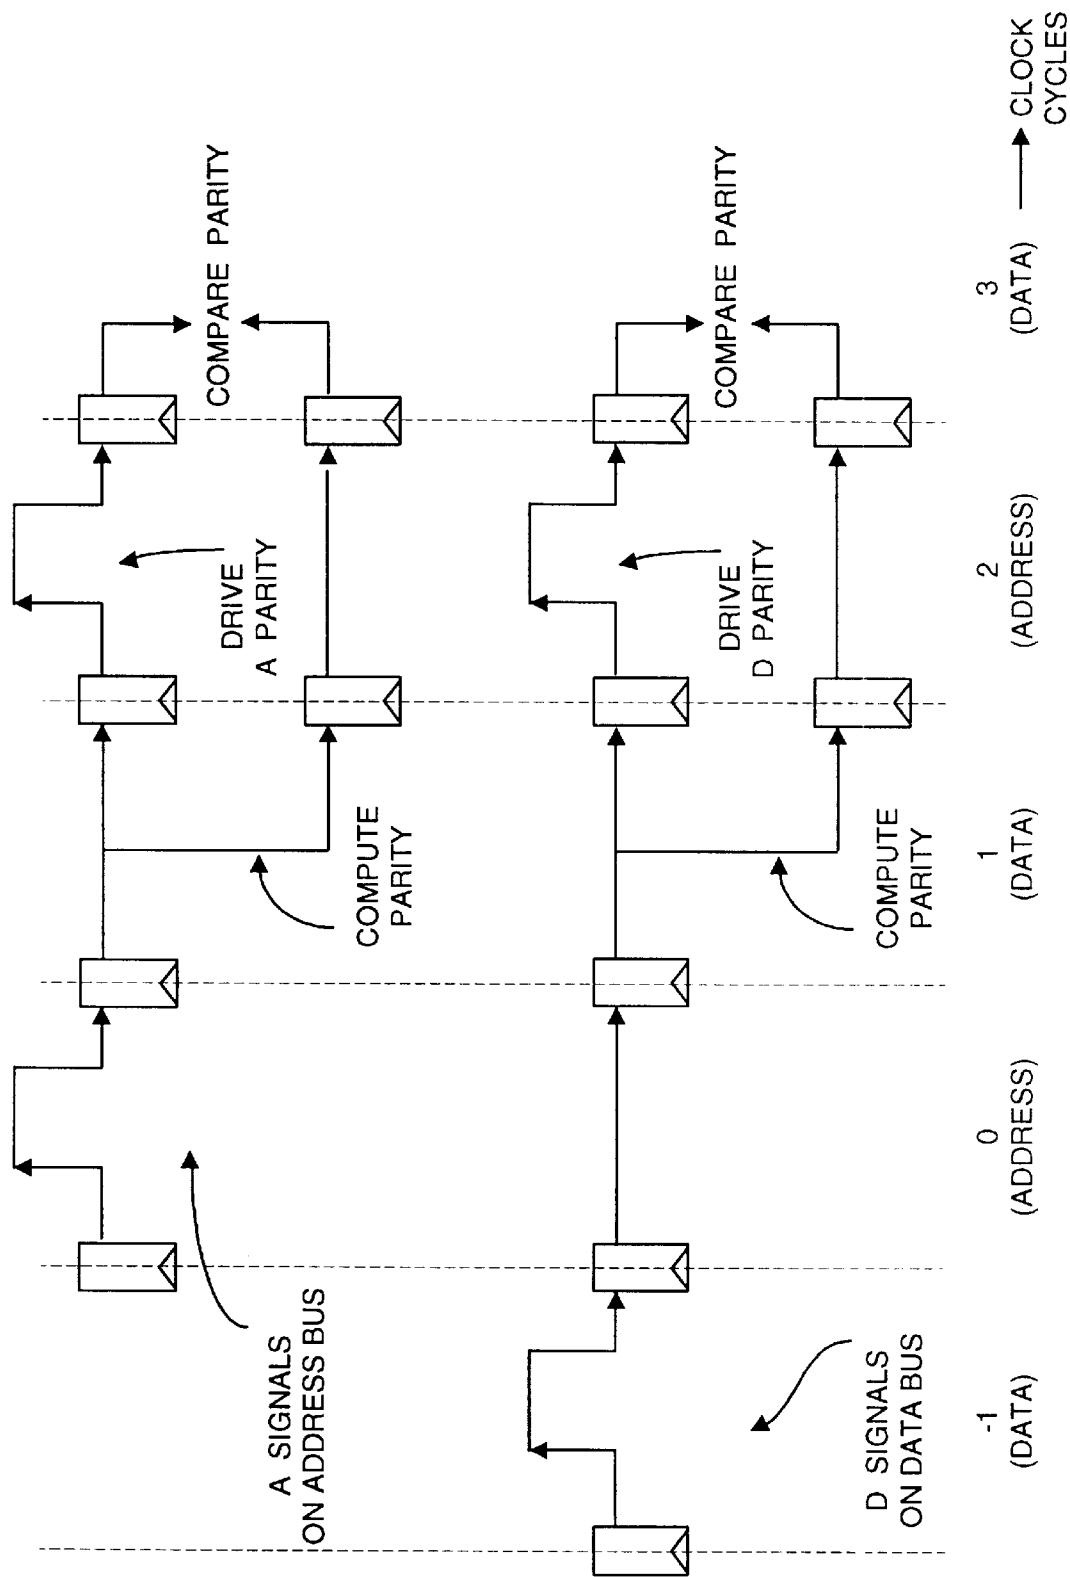 A SIGNALS
ON ADDRESS BUS
COMPUTE
PARITY
DRIVE
A PARITY
COMPARE PARITY
D SIGNALS
ON DATA BUS
COMPUTE
PARITY
DRIVE
D PARITY
COMPARE PARITY
-1
(DATA)
0
(ADDRESS)
1
(DATA)
2
(ADDRESS)
3
(DATA)
CLOCK
CYCLES